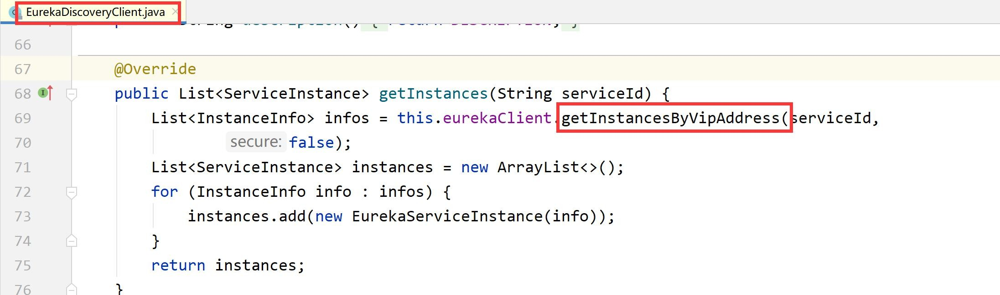 EurekaDiscoveryClient.java
66
67 @Override
68 public List<ServiceInstance> getInstances(String serviceId) {
69 List<InstanceInfo> infos = this.eurekaClient.getInstancesByVipAddress(serviceId,
70 secure: false);
71 List<ServiceInstance> instances = new ArrayList<>();
72 for (InstanceInfo info : infos) {
73 instances.add(new EurekaServiceInstance(info));
74 }
75 return instances;
76 }